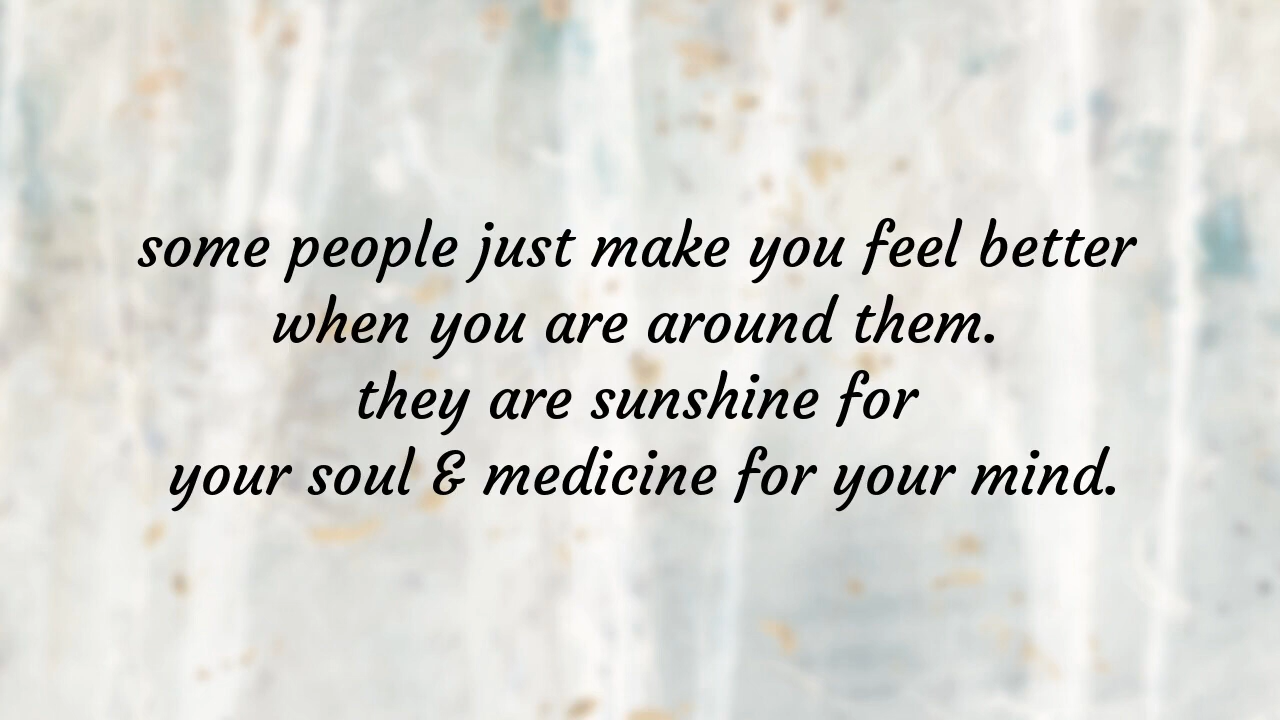 some people just make you feel better
when you are around them.
they are sunshine for
your soul & medicine for your mind.